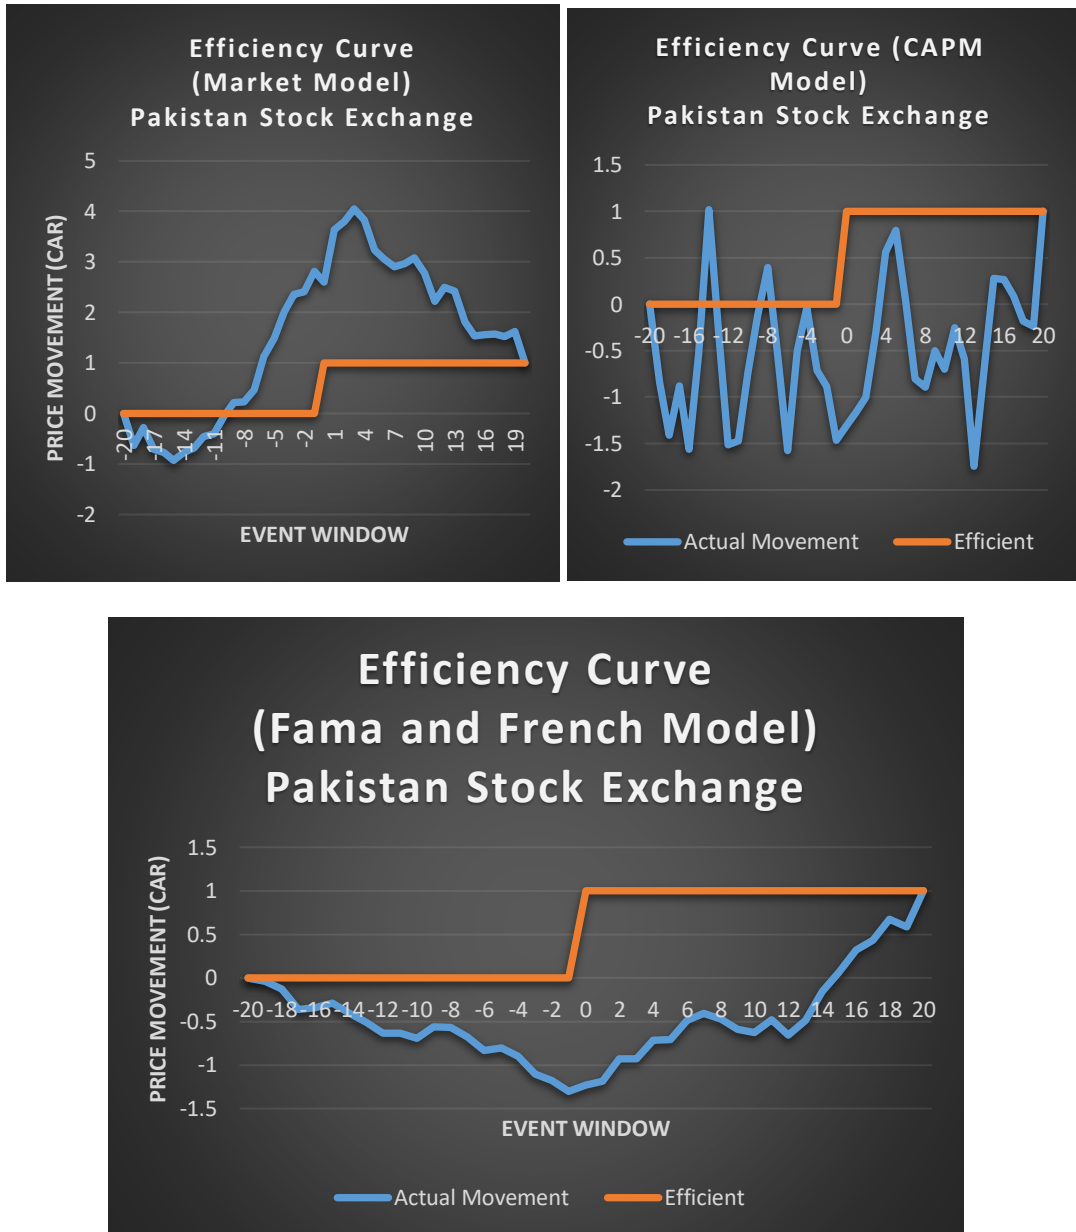 Efficiency Curve
(Market Model)
Pakistan Stock Exchange
5
4
3
2
1
0
-1
-2
PRICE MOVEMENT (CAR)
-20
-17
-14
-11
-8
-5
-2
1
4
7
10
13
16
19
EVENT WINDOW
Efficiency Curve (CAPM
Model)
Pakistan Stock Exchange
1.5
1
0.5
0
-0.5
-1
-1.5
-2
-20 -16 -12 -8 -4 0 4 8 12 16 20
Actual Movement Efficient
Efficiency Curve
(Fama and French Model)
Pakistan Stock Exchange
1.5
1
0.5
0
-0.5
-1
-1.5
PRICE MOVEMENT (CAR)
-20 -18 -16 -14 -12 -10 -8 -6 -4 -2 0 2 4 6 8 10 12 14 16 18 20
EVENT WINDOW
Actual Movement Efficient